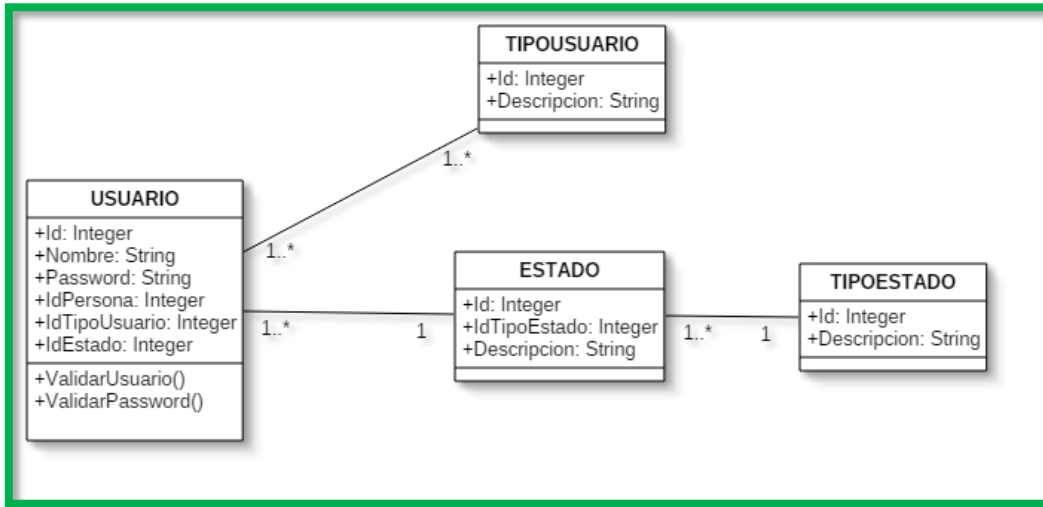 TIPOUSUARIO
+Id: Integer
+Descripcion: String
1..*
USUARIO
+Id: Integer
+Nombre: String
+Password: String
+IdPersona: Integer
+IdTipoUsuario: Integer
+IdEstado: Integer
+ValidarUsuario()
+ValidarPassword()
1..*
1..*
1
ESTADO
+Id: Integer
+IdTipoEstado: Integer
+Descripcion: String
1..*
1
TIPOESTADO
+Id: Integer
+Descripcion: String